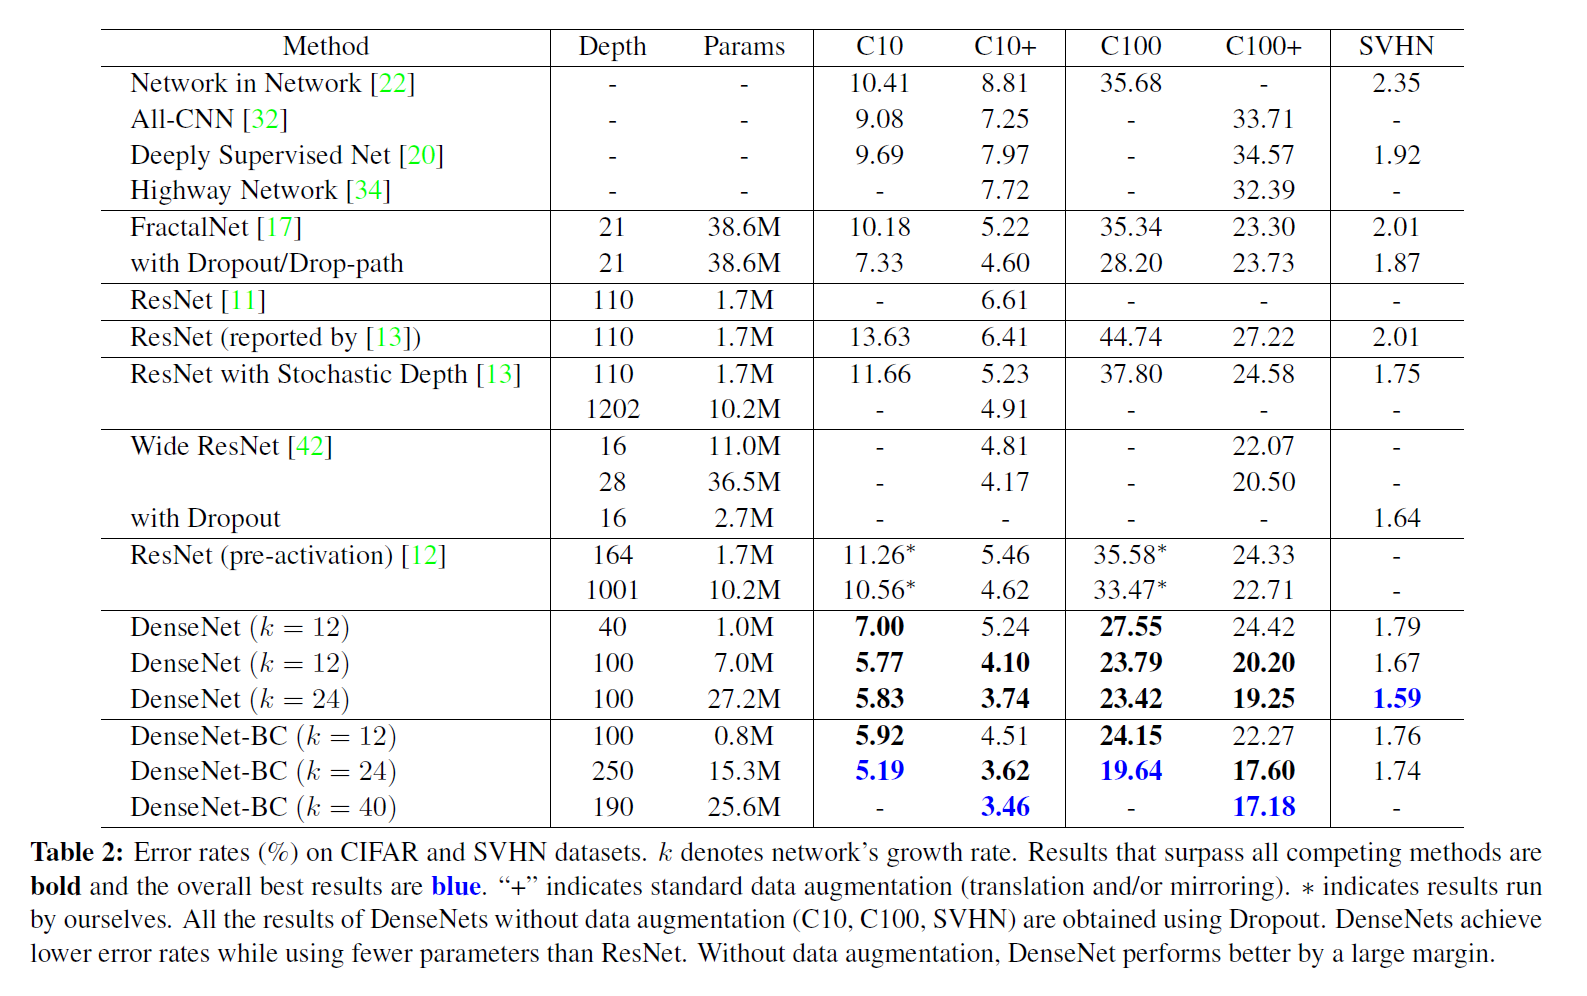 Method Depth Params C10 C10+ C100 C100+ SVHN
Network in Network [22] - - 10.41 8.81 35.68 - 2.35
All-CNN [32] - - 9.08 7.25 - 33.71 -
Deeply Supervised Net [20] - - 9.69 7.97 - 34.57 1.92
Highway Network [34] - - - 7.72 - 32.39 -
FractalNet [17] 21 38.6M 10.18 5.22 35.34 23.30 2.01
with Dropout/Drop-path 21 38.6M 7.33 4.60 28.20 23.73 1.87
ResNet [11] 110 1.7M - 6.61 - - -
ResNet (reported by [13]) 110 1.7M 13.63 6.41 44.74 27.22 2.01
ResNet with Stochastic Depth [13] 110 1.7M 11.66 5.23 37.80 24.58 1.75
1202 10.2M - 4.91 - - -
Wide ResNet [42] 16 11.0M - 4.81 - 22.07 -
28 36.5M - 4.17 - 20.50 -
with Dropout 16 2.7M - - - - 1.64
ResNet (pre-activation) [12] 164 1.7M 11.26* 5.46 35.58* 24.33 -
1001 10.2M 10.56* 4.62 33.47* 22.71 -
DenseNet (k = 12) 40 1.0M 7.00 5.24 27.55 24.42 1.79
DenseNet (k = 12) 100 7.0M 5.77 4.10 23.79 20.20 1.67
DenseNet (k = 24) 100 27.2M 5.83 3.74 23.42 19.25 1.59
DenseNet-BC (k = 12) 100 0.8M 5.92 4.51 24.15 22.27 1.76
DenseNet-BC (k = 24) 250 15.3M 5.19 3.62 19.64 17.60 1.74
DenseNet-BC (k = 40) 190 25.6M - 3.46 - 17.18 -
Table 2: Error rates (%) on CIFAR and SVHN datasets. k denotes network's growth rate. Results that surpass all competing methods are
bold and the overall best results are blue. “+” indicates standard data augmentation (translation and/or mirroring). * indicates results run
by ourselves. All the results of DenseNets without data augmentation (C10, C100, SVHN) are obtained using Dropout. DenseNets achieve
lower error rates while using fewer parameters than ResNet. Without data augmentation, DenseNet performs better by a large margin.